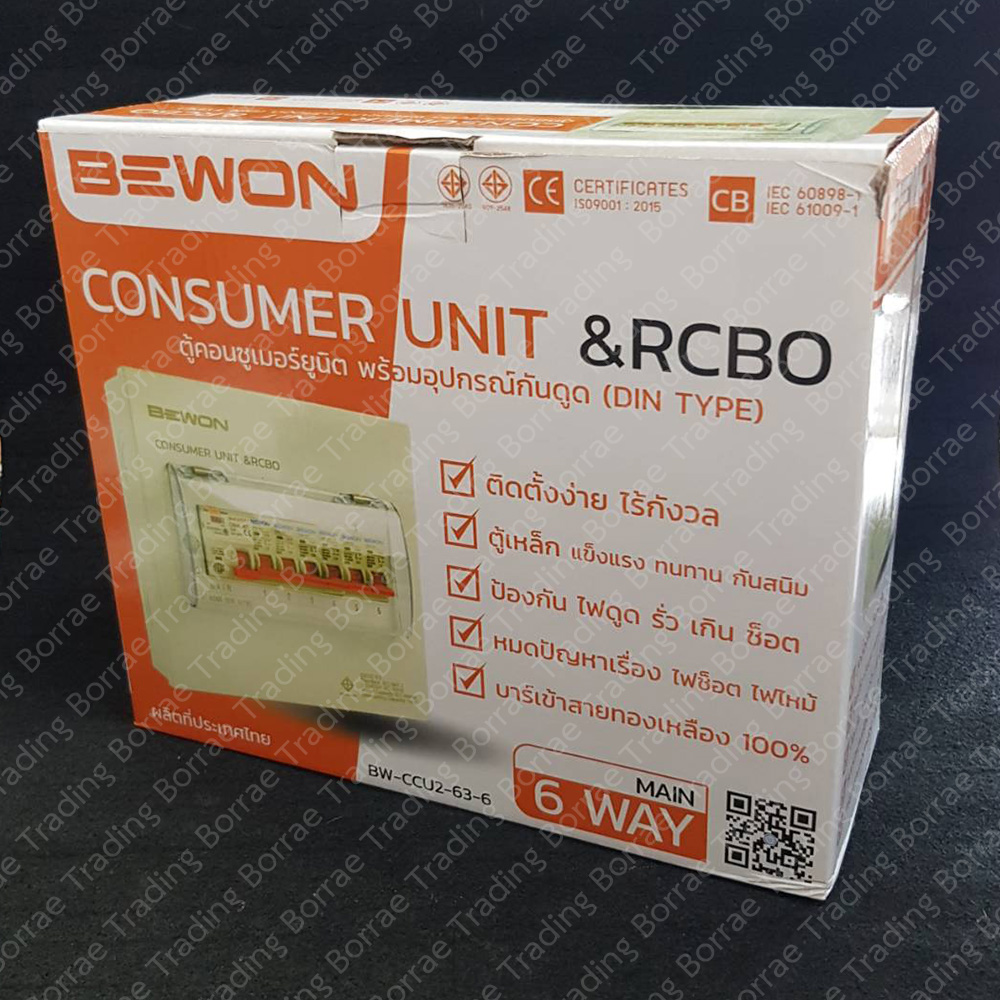 BEWON
CERTIFICATES
ISO9001 : 2015
CB
IEC 60898-1
IEC 61009-1
CONSUMER UNIT &RCBO
ตู้คอนซูเมอร์ยูนิต พร้อมอุปกรณ์กันดูด (DIN TYPE)
BEWON
CONSUMER UNIT &RCBO
ติดตั้งง่าย ไร้กังวล
ตู้เหล็ก แข็งแรง ทนทาน กันสนิม
ป้องกัน ไฟดูด รั่ว เกิน ช็อต
หมดปัญหาเรื่อง ไฟช็อต ไฟไหม้
บาร์เข้าสายทองเหลือง 100%
ผลิตที่ประเทศไทย
BW-CCU2-63-6
MAIN
6 WAY
Borrae Trading